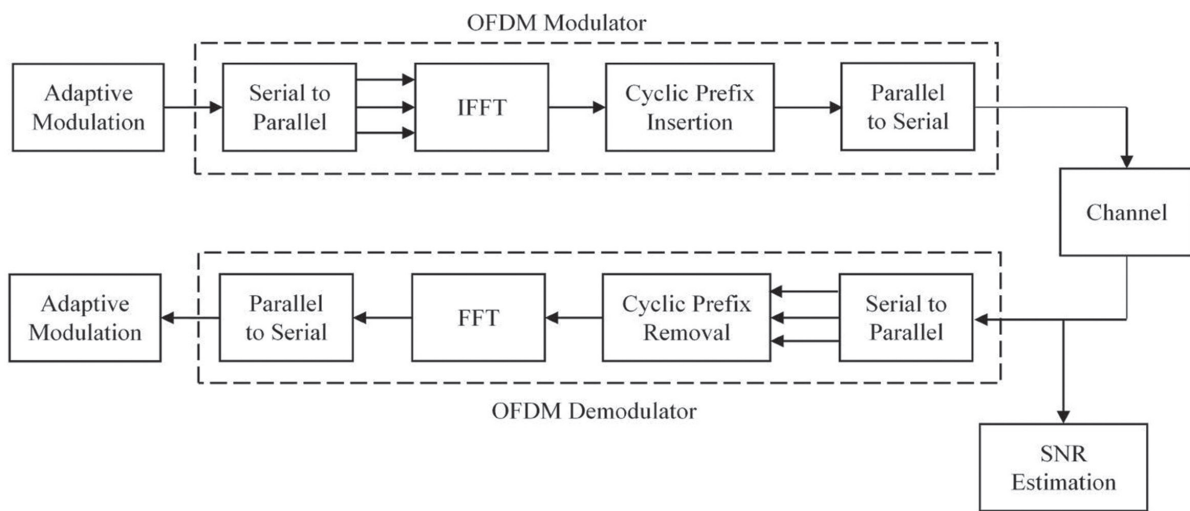 OFDM Modulator
Adaptive
Modulation
Serial to
Parallel
IFFT
Cyclic Prefix
Insertion
Parallel
to Serial
Channel
Adaptive
Modulation
Parallel
to Serial
FFT
Cyclic Prefix
Removal
Serial to
Parallel
OFDM Demodulator
SNR
Estimation